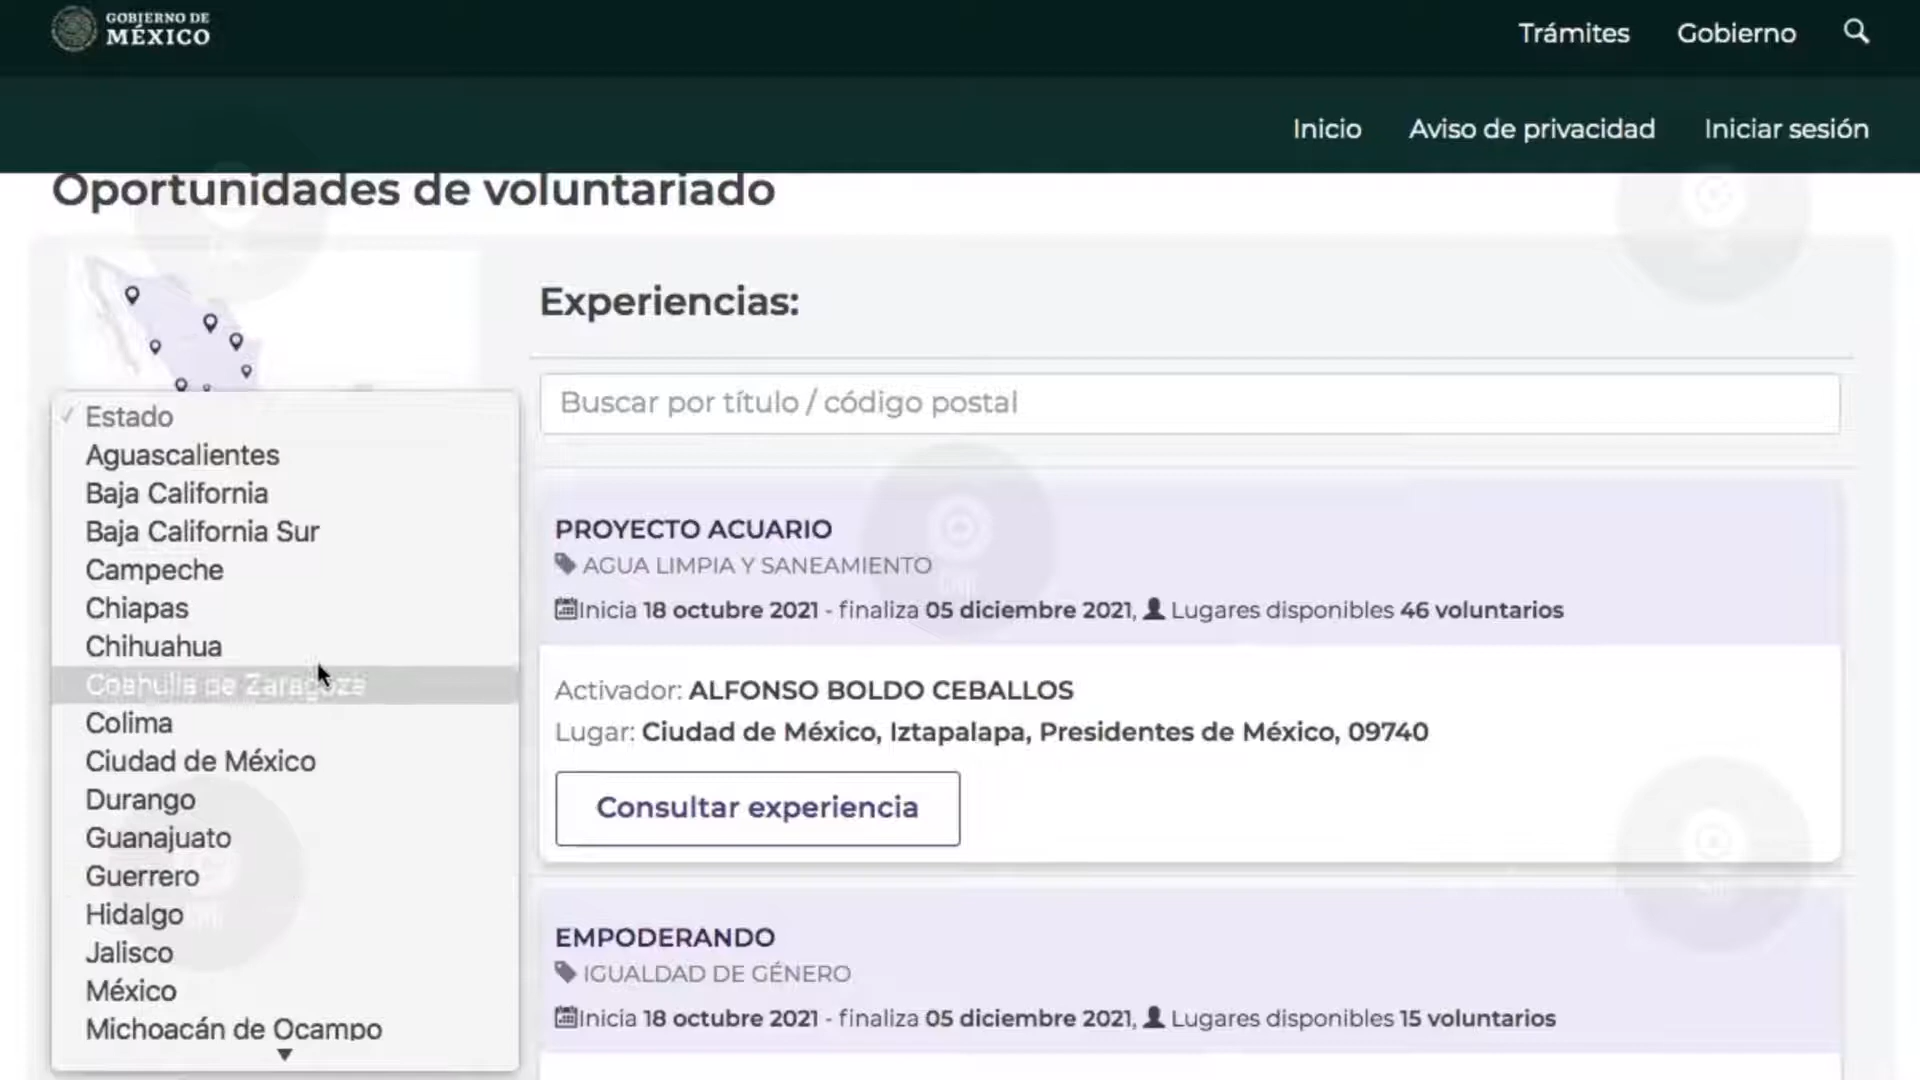 GOBIERNO DE
MÉXICO
Trámites
Gobierno
Inicio
Aviso de privacidad
Iniciar sesión
Oportunidades de voluntariado
Experiencias:
Buscar por título / código postal
Estado
Aguascalientes
Baja California
Baja California Sur
Campeche
Chiapas
Chihuahua
Coahuila de Zaragoza
Colima
Ciudad de México
Durango
Guanajuato
Guerrero
Hidalgo
Jalisco
México
Michoacán de Ocampo
PROYECTO ACUARIO
AGUA LIMPIA Y SANEAMIENTO
Inicia 18 octubre 2021 - finaliza 05 diciembre 2021, Lugares disponibles 46 voluntarios
Activador: ALFONSO BOLDO CEBALLOS
Lugar: Ciudad de México, Iztapalapa, Presidentes de México, 09740
Consultar experiencia
EMPODERANDO
IGUALDAD DE GÉNERO
Inicia 18 octubre 2021 - finaliza 05 diciembre 2021, Lugares disponibles 15 voluntarios